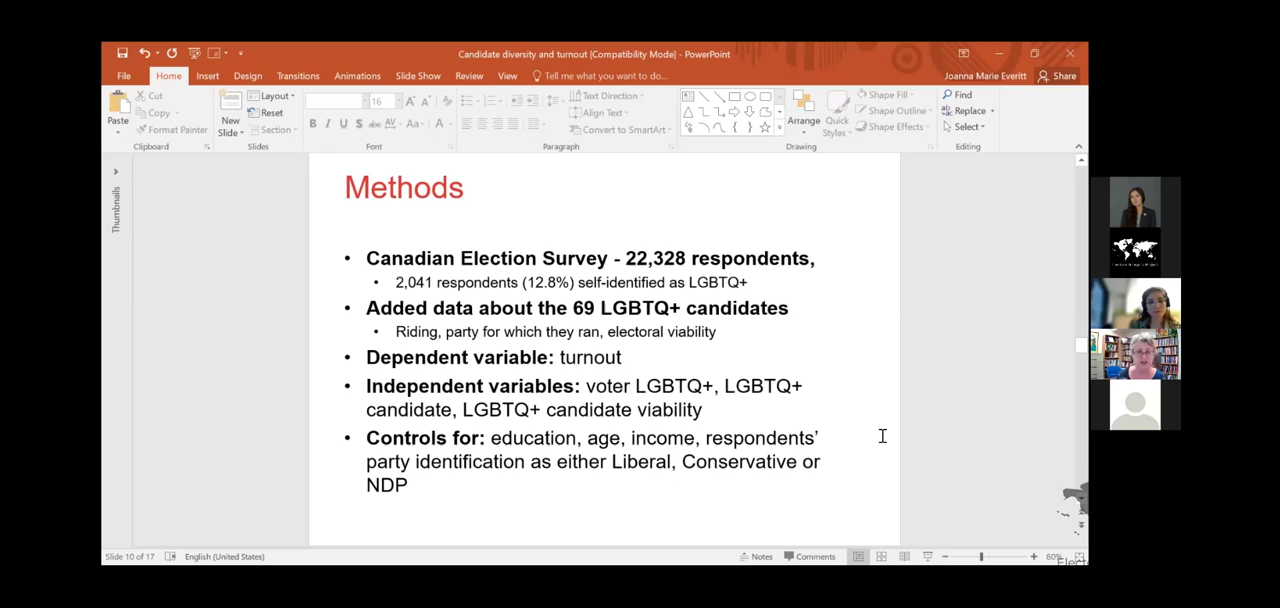 Candidate diversity and turnout [Compatibility Mode] - PowerPoint
File Home Insert Design Transitions Animations Slide Show Review View Tell me what you want to do... Joanna Marie Everitt Share
Cut Layout 16 Text Direction Shape Fill Find
Copy Reset Align Text Shape Outline Replace
Paste Format Painter New Slide Section Convert to SmartArt Arrange Quick Styles Shape Effects Select
Clipboard Slides Font Paragraph Drawing Editing
Thumbnails
Methods
• Canadian Election Survey - 22,328 respondents,
• 2,041 respondents (12.8%) self-identified as LGBTQ+
• Added data about the 69 LGBTQ+ candidates
• Riding, party for which they ran, electoral viability
• Dependent variable: turnout
• Independent variables: voter LGBTQ+, LGBTQ+
candidate, LGBTQ+ candidate viability
• Controls for: education, age, income, respondents'
party identification as either Liberal, Conservative or
NDP
Slide 10 of 17 English (United States) Notes Comments 80%